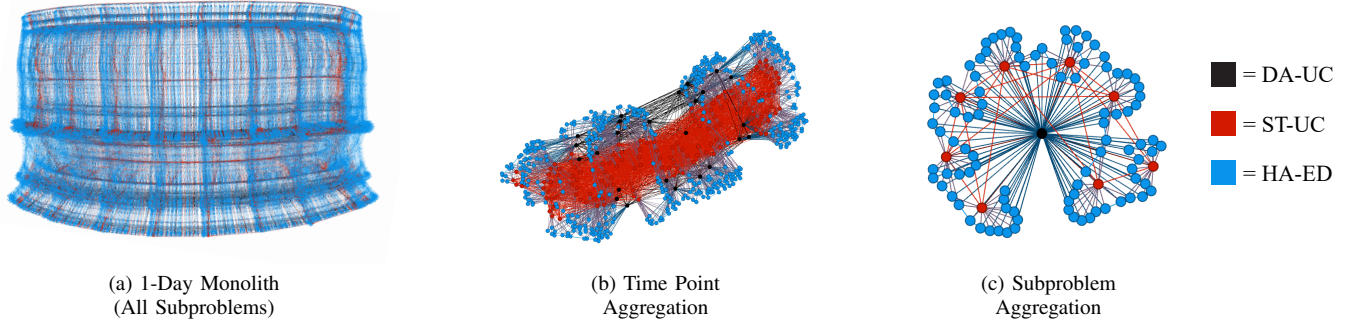 = DA-UC
= ST-UC
= HA-ED
(a) 1-Day Monolith
(All Subproblems)
(b) Time Point
Aggregation
(c) Subproblem
Aggregation